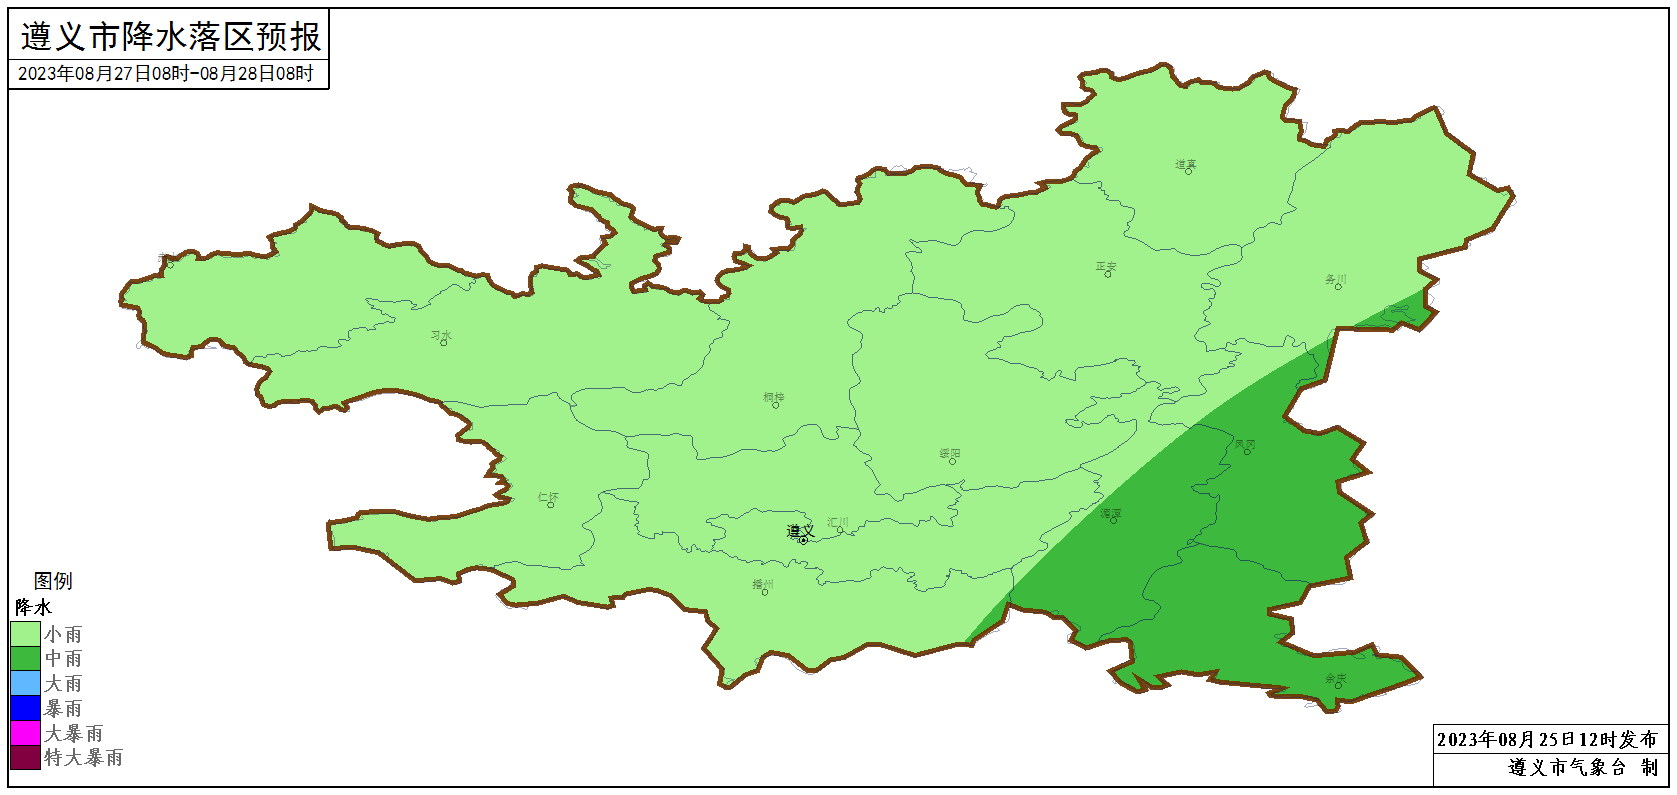 遵义市降水落区预报
2023年08月27日08时-08月28日08时
道真
正安
务川
习水
桐梓
绥阳
凤冈
仁怀
湄潭
汇川
遵义
播州
余庆
图例
降水
小雨
中雨
大雨
暴雨
大暴雨
特大暴雨
2023年08月25日12时发布
遵义市气象台 制